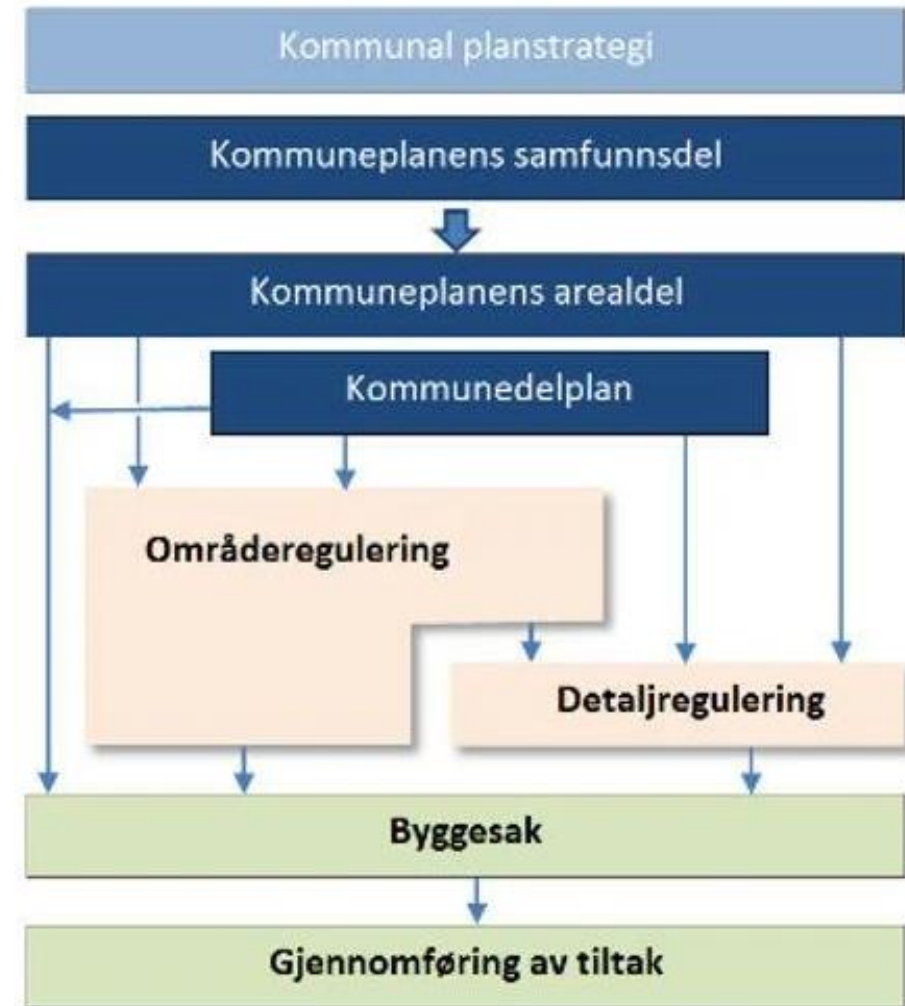 Kommunal planstrategi
Kommuneplanens samfunnsdel
Kommuneplanens arealdel
Kommunedelplan
Områderegulering
Detaljregulering
Byggesak
Gjennomføring av tiltak